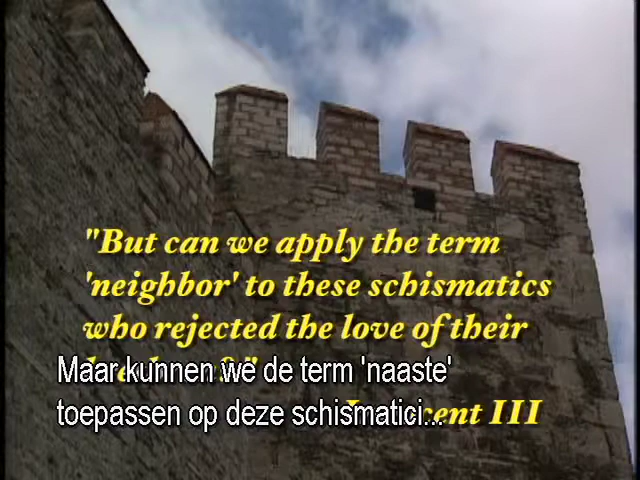 "But can we apply the term
'neighbor' to these schismatics
who rejected the love of their
Maar kunnen we de term 'naaste'
toepassen op deze schismatici...
III